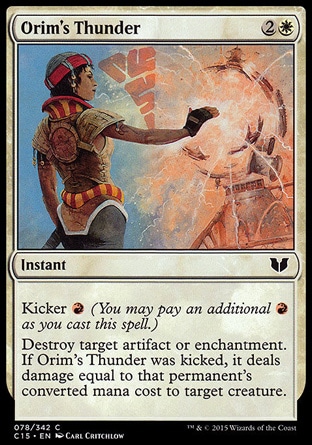 Orim's Thunder 2
Instant
Kicker (You may pay an additional
as you cast this spell.)
Destroy target artifact or enchantment.
If Orim's Thunder was kicked, it deals
damage equal to that permanent's
converted mana cost to target creature.
078/342 C
C15 • EN Carl Critchlow
™ & © 2015 Wizards of the Coast